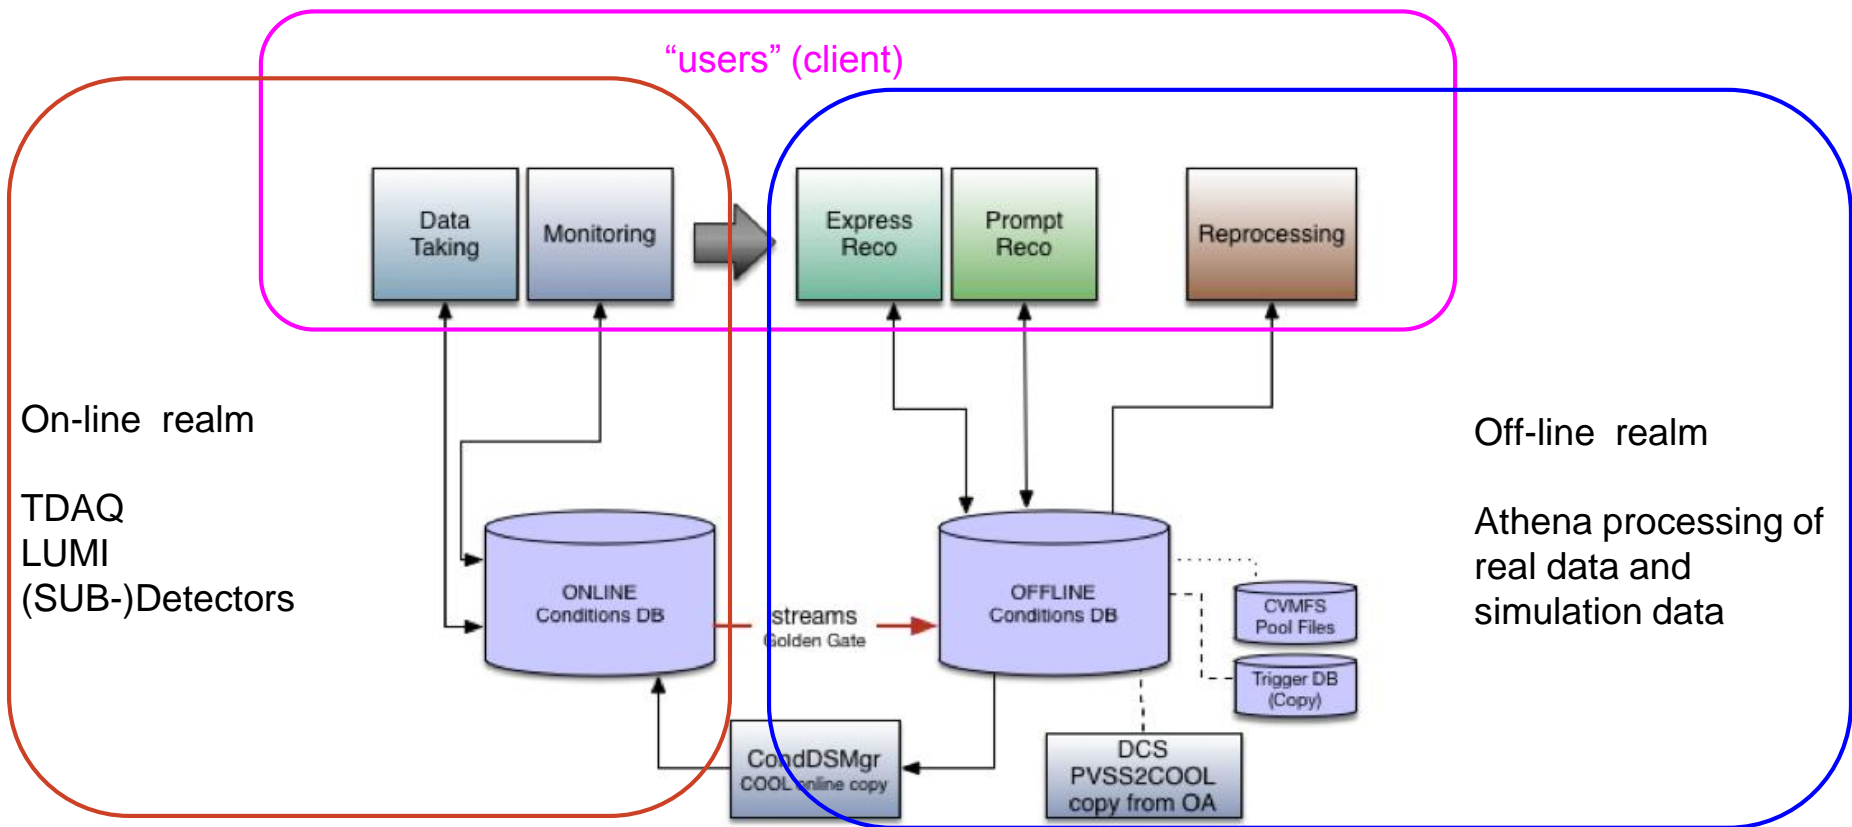 “users” (client)
Data
Taking
Monitoring
Express
Reco
Prompt
Reco
Reprocessing
On-line realm
TDAQ
LUMI
(SUB-)Detectors
Off-line realm
Athena processing of
real data and
simulation data
ONLINE
Conditions DB
streams
Golden Gate
OFFLINE
Conditions DB
CVMFS
Pool Files
Trigger DB
(Copy)
CondDSMgr
COOL online copy
DCS
PVSS2COOL
copy from OA